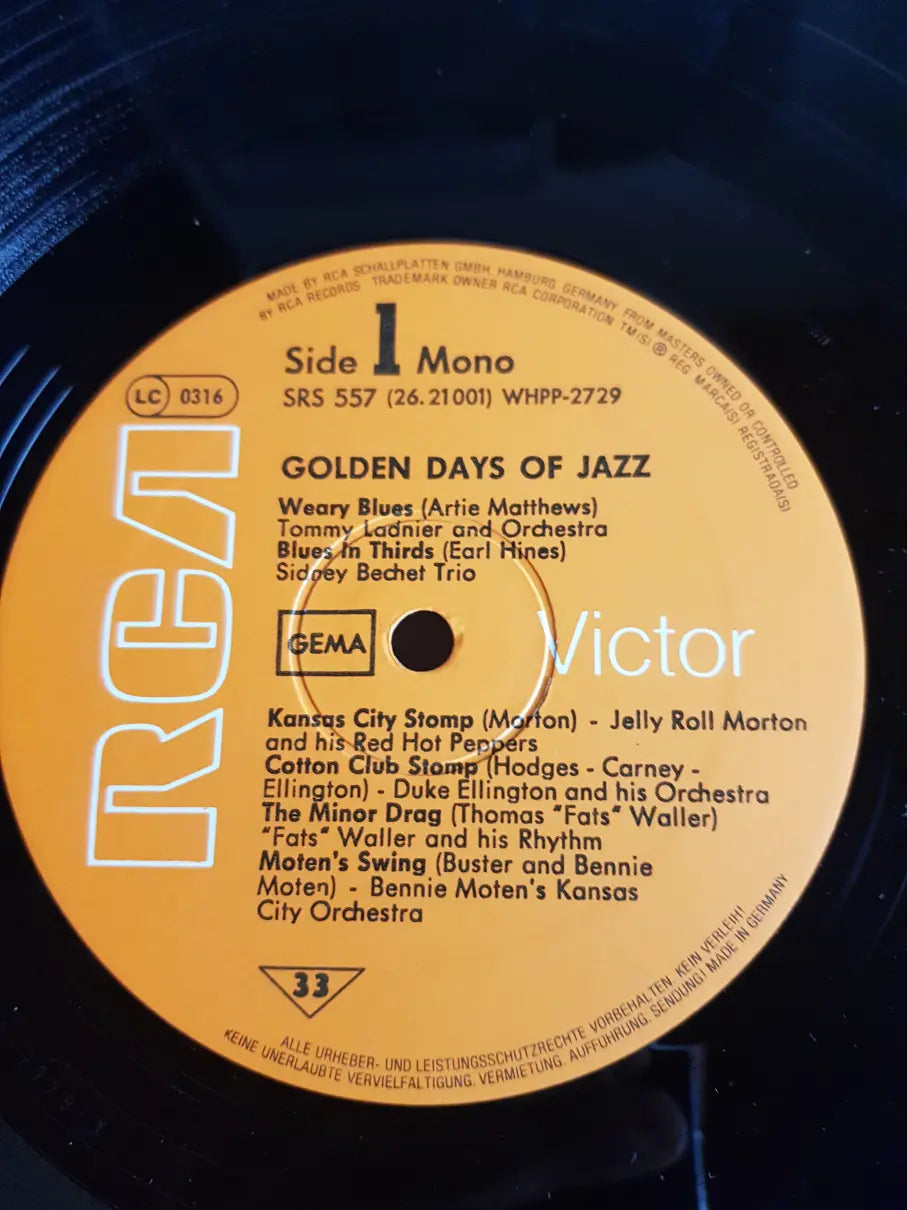 MADE BY RCA SCHALLPLATTEN GMBH, HAMBURG GERMANY FROM MASTERS OWNED OR CONTROLLED
BY RCA RECORDS TRADEMARK OWNER RCA CORPORATION TM(S) ® REG MARCA(S) REGISTRADA(S)
Side 1 Mono
LC 0316
SRS 557 (26.21001) WHPP-2729
RCA
GOLDEN DAYS OF JAZZ
Weary Blues (Artie Matthews)
Tommy Ladnier and Orchestra
Blues In Thirds (Earl Hines)
Sidney Bechet Trio
GEMA
Victor
Kansas City Stomp (Morton) - Jelly Roll Morton
and his Red Hot Peppers
Cotton Club Stomp (Hodges - Carney -
Ellington) - Duke Ellington and his Orchestra
The Minor Drag (Thomas "Fats" Waller)
"Fats" Waller and his Rhythm
Moten's Swing (Buster and Bennie
Moten) - Bennie Moten's Kansas
City Orchestra
33
ALLE URHEBER- UND LEISTUNGSSCHUTZRECHTE VORBEHALTEN. KEIN VERLEIH!
KEINE UNERLAUBTE VERVIELFALTIGUNG, VERMIETUNG, AUFFÜHRUNG, SENDUNG! MADE IN GERMANY